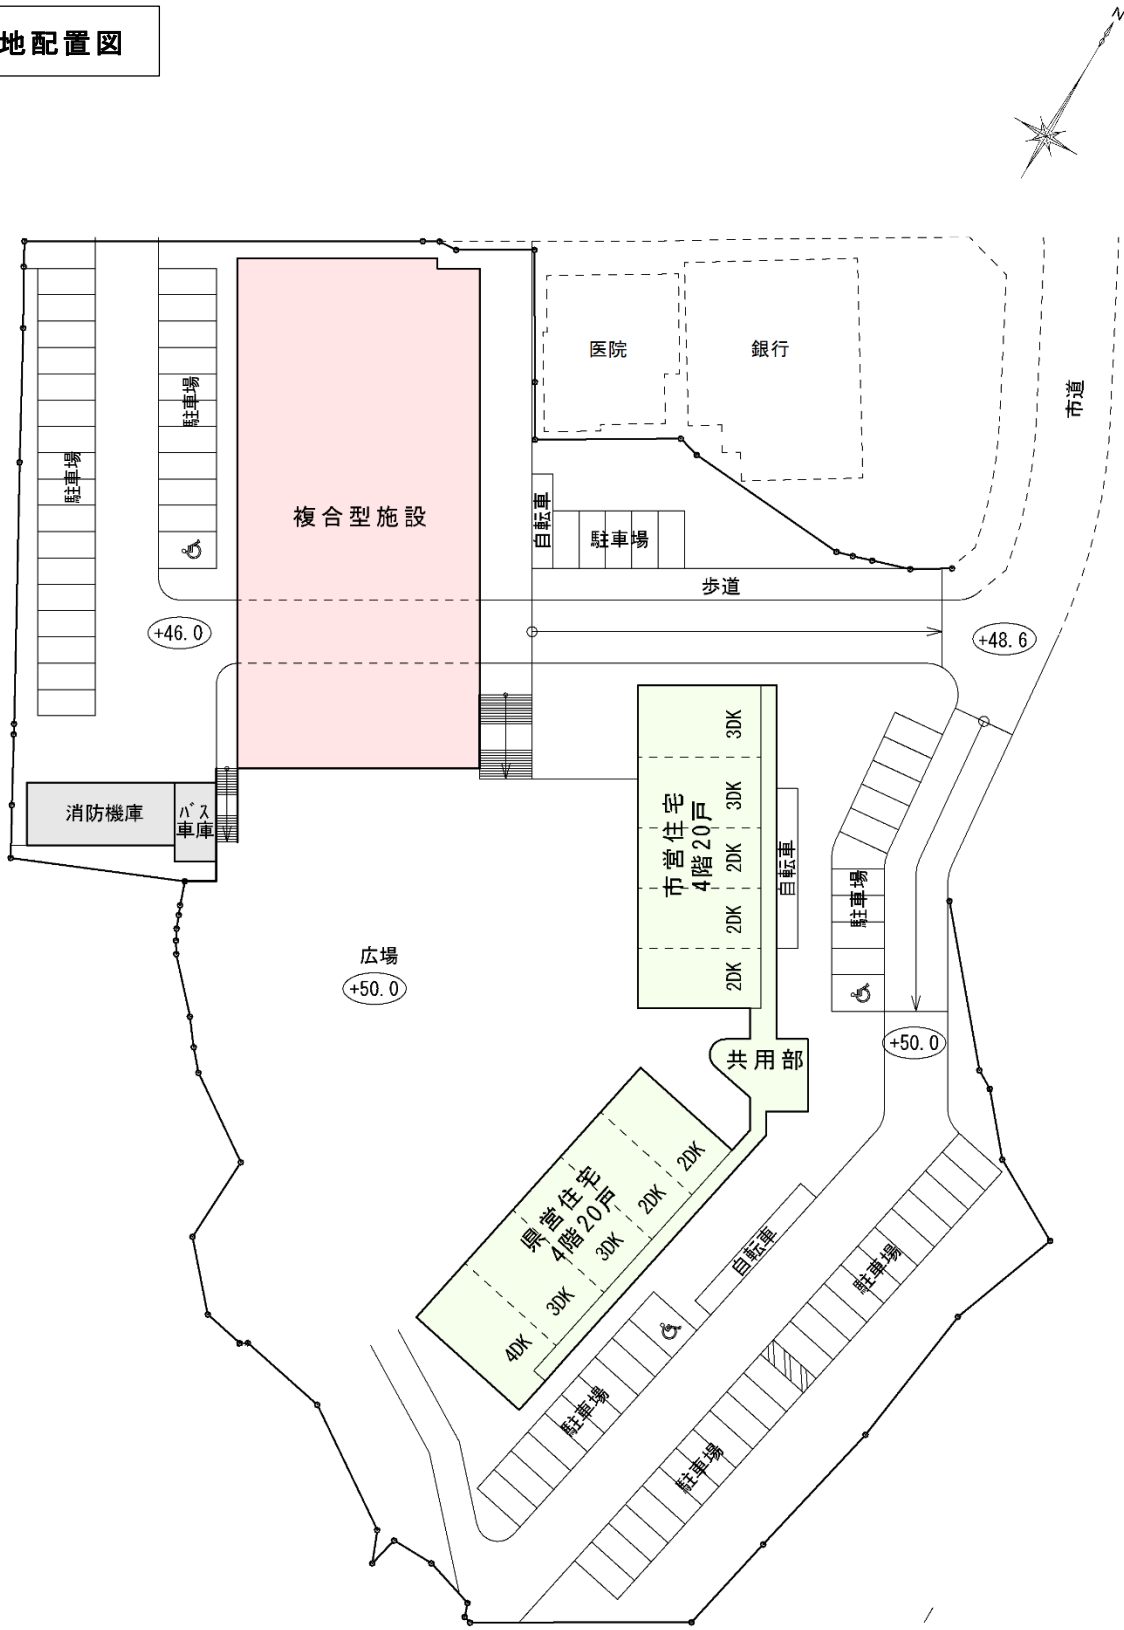 地配置図
N
医院
銀行
市道
駐車場
駐車場
複合型施設
自転車
駐車場
歩道
+46.0
+48.6
消防機庫
バス
車庫
市営住宅
4階20戸
3DK
3DK
2DK
2DK
2DK
自転車
駐車場
広場
+50.0
+50.0
共用部
県営住宅
4階20戸
2DK
2DK
3DK
3DK
4DK
自転車
駐車場
駐車場
駐車場